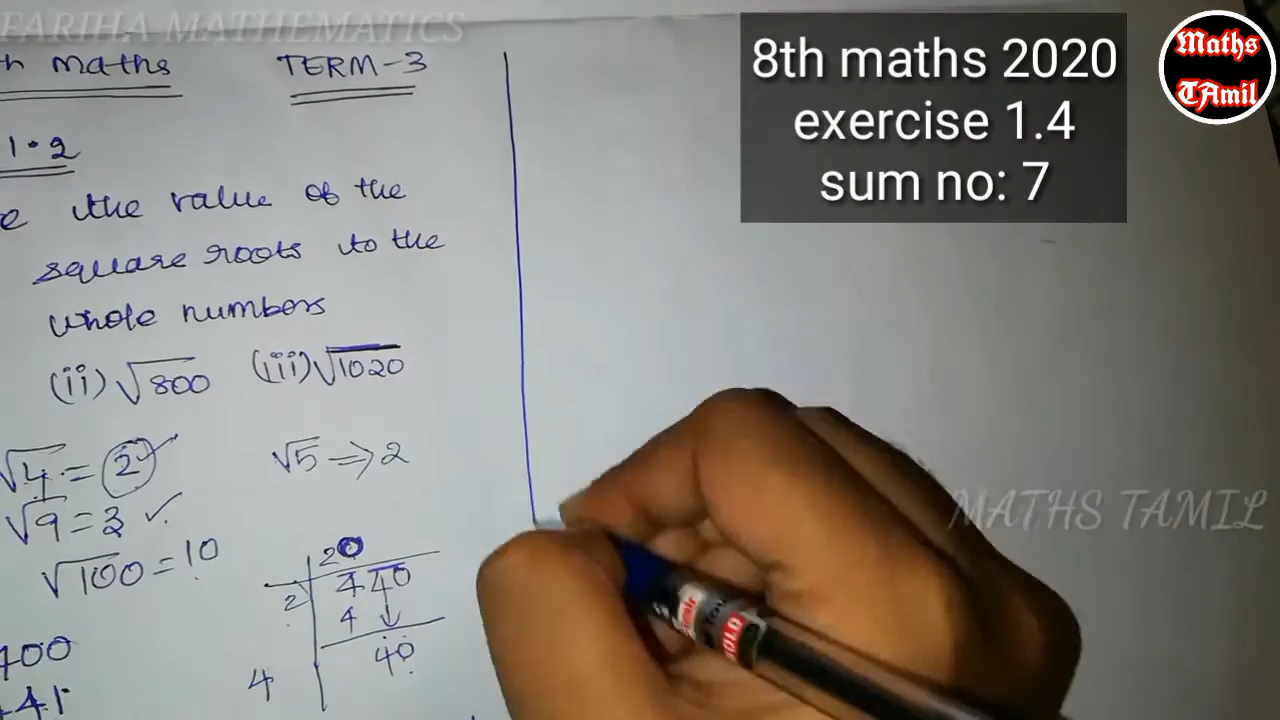 FARIHA MATHEMATICS
maths TERM-3
1.2
the value of the
square roots to the
whole numbers
(ii) √800 (iii) √1020
√4 = 2 √5 ⇒ 2
√9 = 3 ✓
√100 = 10
20
2 4 40
4 ↓
40
4
400
441
8th maths 2020
exercise 1.4
sum no: 7
Maths
TAmil
MATHS TAMIL